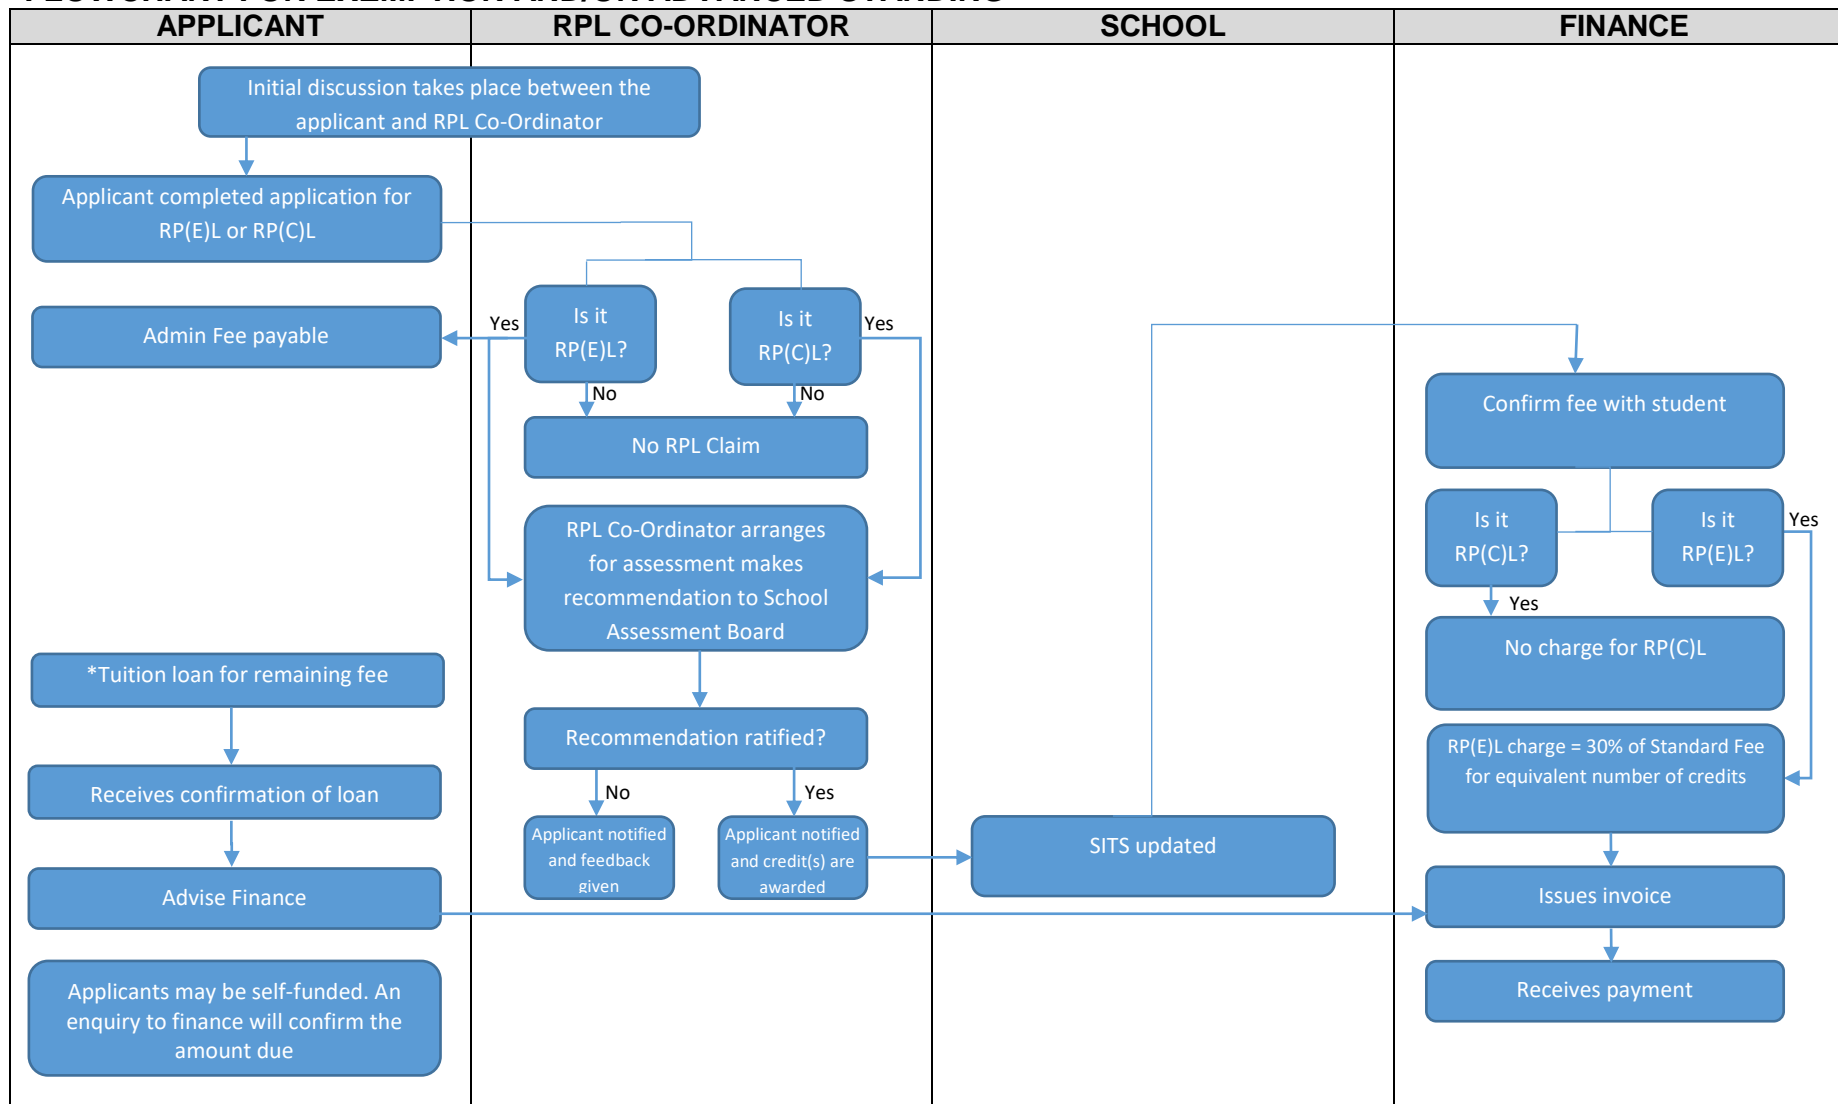 APPLICANT
RPL CO-ORDINATOR
SCHOOL
FINANCE
Initial discussion takes place between the
applicant and RPL Co-Ordinator
Applicant completed application for
RP(E)L or RP(C)L
Admin Fee payable
Yes
Is it
RP(E)L?
No
Is it
RP(C)L?
Yes
No
No RPL Claim
RPL Co-Ordinator arranges
for assessment makes
recommendation to School
Assessment Board
Recommendation ratified?
No
Yes
Applicant notified
and feedback
given
Applicant notified
and credit(s) are
awarded
SITS updated
Confirm fee with student
Is it
RP(C)L?
Yes
Is it
RP(E)L?
Yes
No charge for RP(C)L
RP(E)L charge = 30% of Standard Fee
for equivalent number of credits
Issues invoice
Receives payment
*Tuition loan for remaining fee
Receives confirmation of loan
Advise Finance
Applicants may be self-funded. An
enquiry to finance will confirm the
amount due